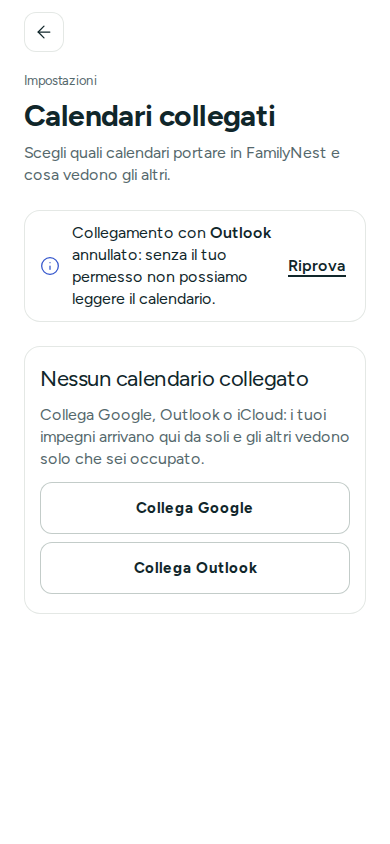 Impostazioni
Calendari collegati
Scegli quali calendari portare in FamilyNest e
cosa vedono gli altri.
Collegamento con Outlook
annullato: senza il tuo
permesso non possiamo
leggere il calendario.
Riprova
Nessun calendario collegato
Collega Google, Outlook o iCloud: i tuoi
impegni arrivano qui da soli e gli altri vedono
solo che sei occupato.
Collega Google
Collega Outlook